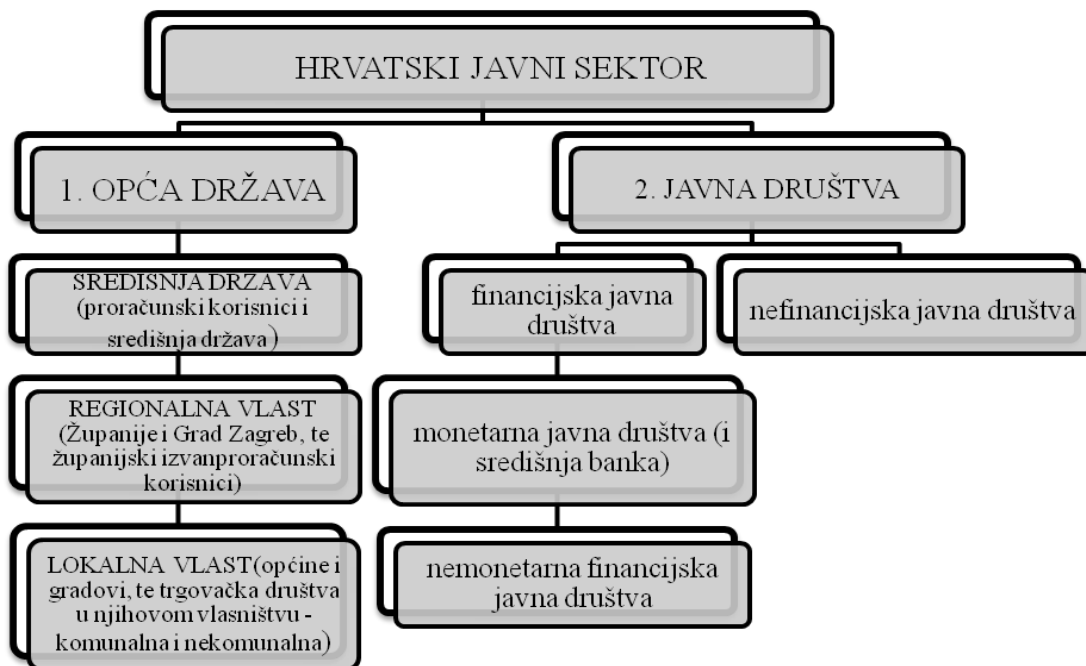 HRVATSKI JAVNI SEKTOR
1. OPĆA DRŽAVA
SREDIŠNJA DRŽAVA
(proračunski korisnici i
središnja država)
REGIONALNA VLAST
(Županije i Grad Zagreb, te
županijski izvanproračunski
korisnici)
LOKALNA VLAST(općine i
gradovi, te trgovačka društva
u njihovom vlasništvu -
komunalna i nekomunalna)
2. JAVNA DRUŠTVA
financijska javna
društva
monetarna javna društva (i
središnja banka)
nemonetarna financijska
javna društva
nefinancijska javna društva